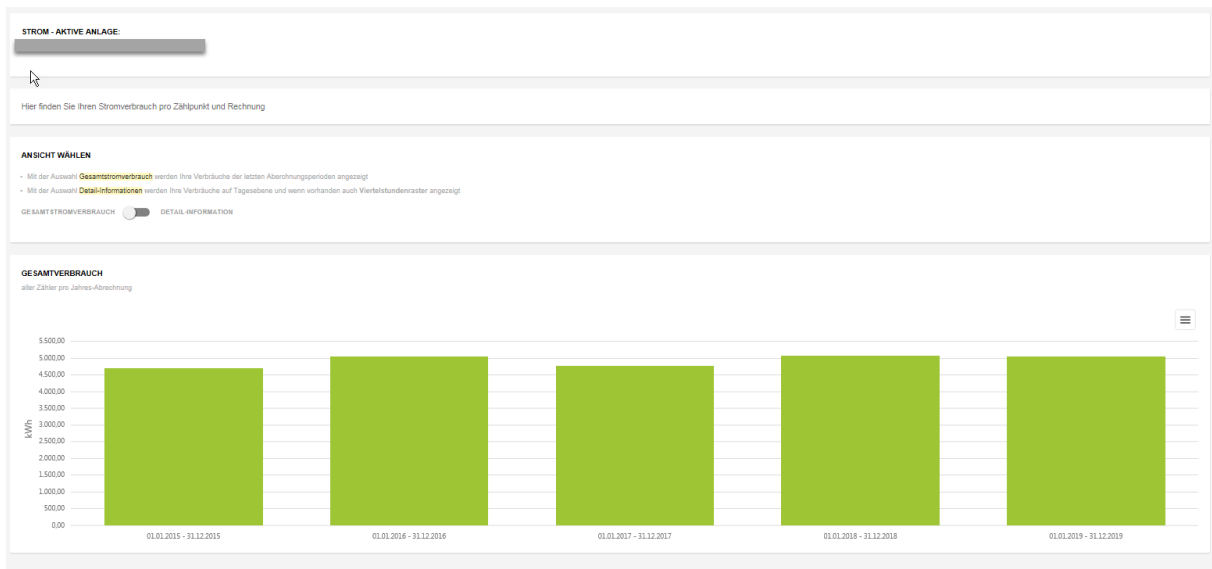 STROM - AKTIVE ANLAGE:
Hier finden Sie Ihren Stromverbrauch pro Zählpunkt und Rechnung
ANSICHT WÄHLEN
• Mit der Auswahl Gesamtstromverbrauch werden Ihre Verbräuche der letzten Aberchnungsperioden angezeigt
• Mit der Auswahl Detail-Informationen werden Ihre Verbräuche auf Tagesebene und wenn vorhanden auch Viertelstundenraster angezeigt
GESAMTSTROMVERBRAUCH DETAIL-INFORMATION
GESAMTVERBRAUCH
aller Zähler pro Jahres-Abrechnung
5.500,00
5.000,00
4.500,00
4.000,00
3.500,00
3.000,00
2.500,00
2.000,00
1.500,00
1.000,00
500,00
0,00
kWh
01.01.2015 - 31.12.2015 01.01.2016 - 31.12.2016 01.01.2017 - 31.12.2017 01.01.2018 - 31.12.2018 01.01.2019 - 31.12.2019